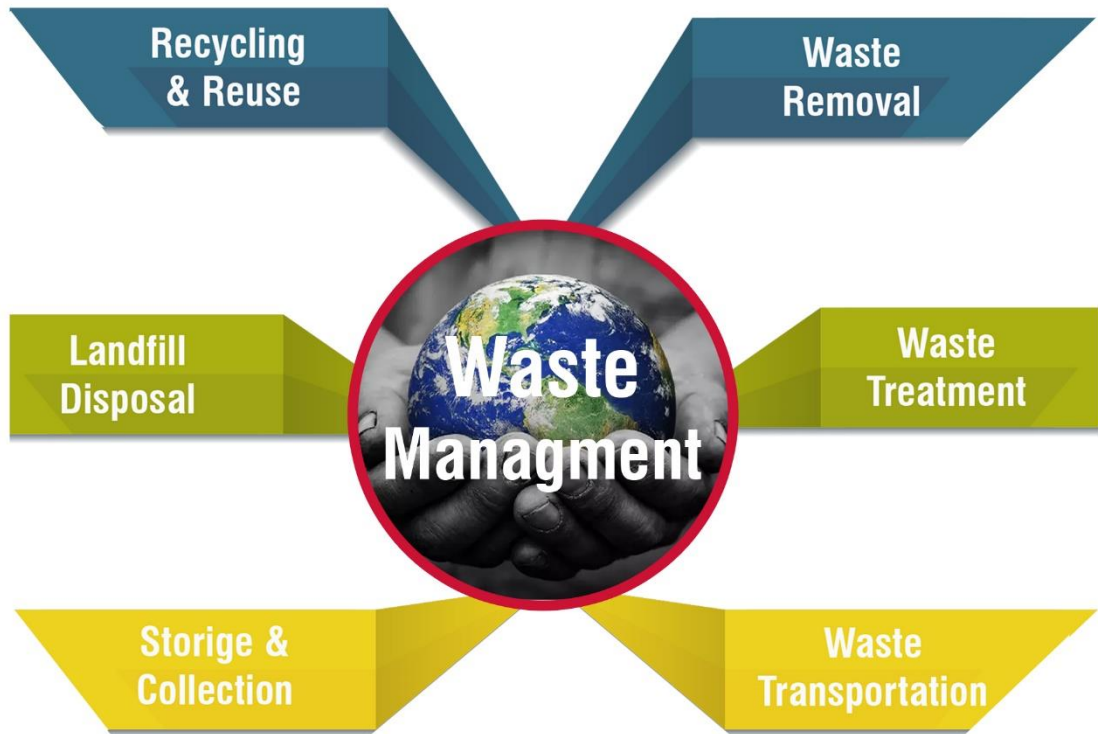 Recycling
& Reuse
Waste
Removal
Landfill
Disposal
Waste
Managment
Waste
Treatment
Storige &
Collection
Waste
Transportation